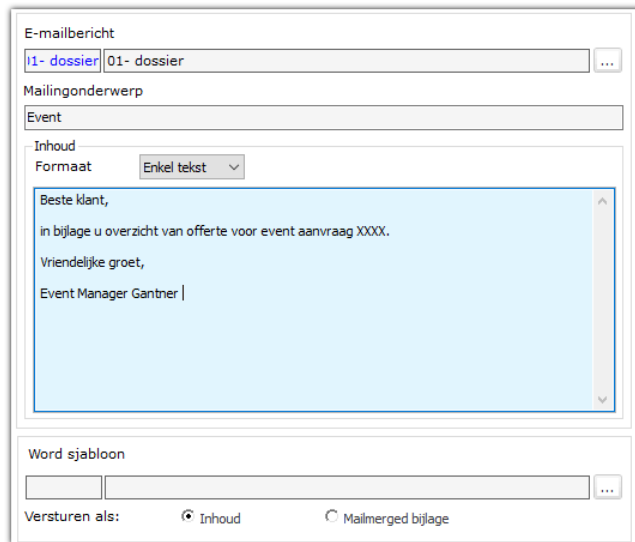 E-mailbericht
01- dossier 01- dossier ...
Mailingonderwerp
Event
Inhoud
Formaat Enkel tekst
Beste klant,
in bijlage u overzicht van offerte voor event aanvraag XXXX.
Vriendelijke groet,
Event Manager Gantner
Word sjabloon
...
Versturen als: Inhoud Mailmerged bijlage